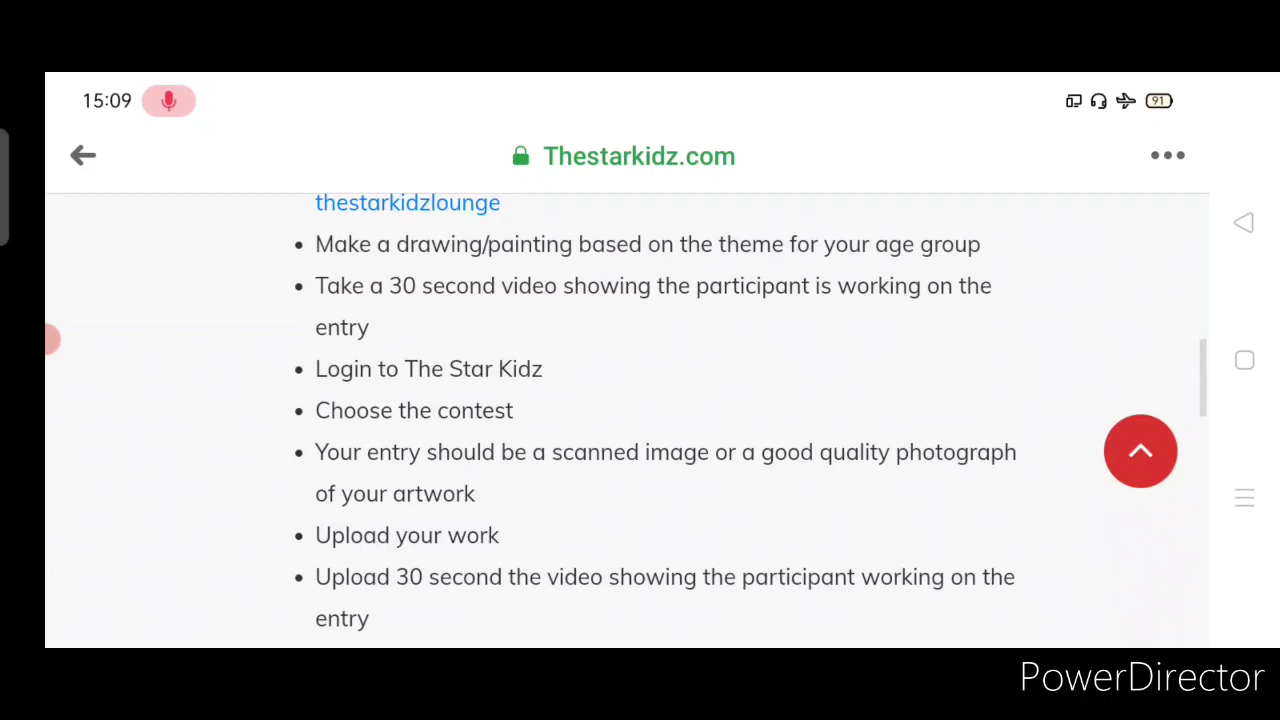 15:09
91
Thestarkidz.com
thestarkidzlounge
Make a drawing/painting based on the theme for your age group
Take a 30 second video showing the participant is working on the
entry
Login to The Star Kidz
Choose the contest
Your entry should be a scanned image or a good quality photograph
of your artwork
Upload your work
Upload 30 second the video showing the participant working on the
entry
PowerDirector